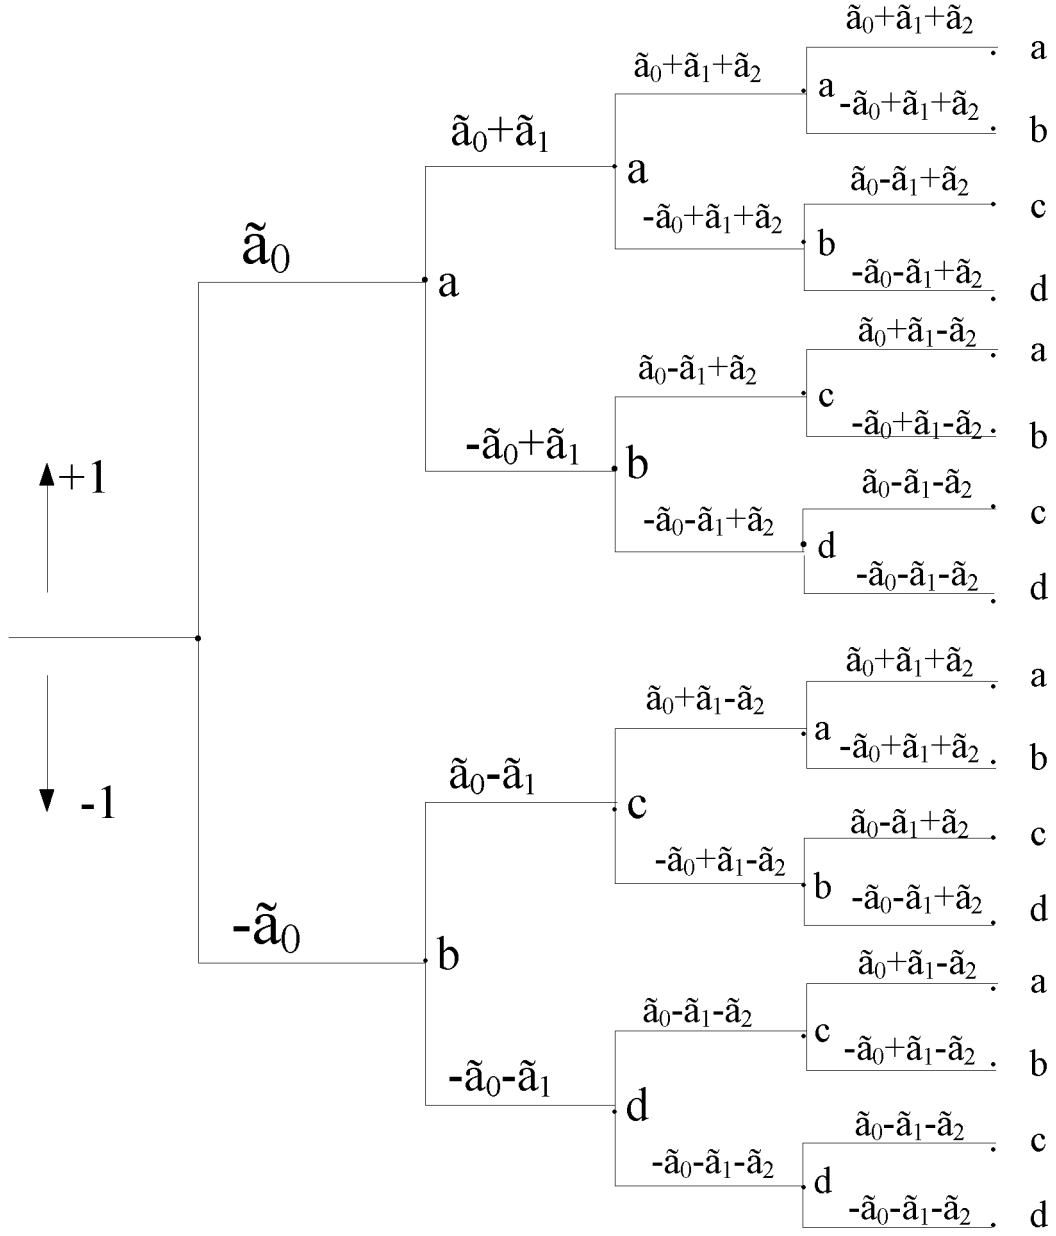 ã₀+ã₁+ã₂
a
ã₀+ã₁+ã₂
a
-ã₀+ã₁+ã₂
b
ã₀+ã₁
a
ã₀-ã₁+ã₂
c
-ã₀+ã₁+ã₂
b
ã₀
-ã₀-ã₁+ã₂
d
a
ã₀+ã₁-ã₂
a
ã₀-ã₁+ã₂
c
-ã₀+ã₁-ã₂
b
-ã₀+ã₁
b
+1
ã₀-ã₁-ã₂
c
-ã₀-ã₁+ã₂
d
-ã₀-ã₁-ã₂
d
ã₀+ã₁+ã₂
a
ã₀+ã₁-ã₂
a
-ã₀+ã₁+ã₂
b
ã₀-ã₁
c
-1
ã₀-ã₁+ã₂
c
-ã₀+ã₁-ã₂
b
-ã₀-ã₁+ã₂
d
-ã₀
b
ã₀+ã₁-ã₂
a
ã₀-ã₁-ã₂
c
-ã₀+ã₁-ã₂
b
-ã₀-ã₁
d
ã₀-ã₁-ã₂
c
-ã₀-ã₁-ã₂
d
-ã₀-ã₁-ã₂
d